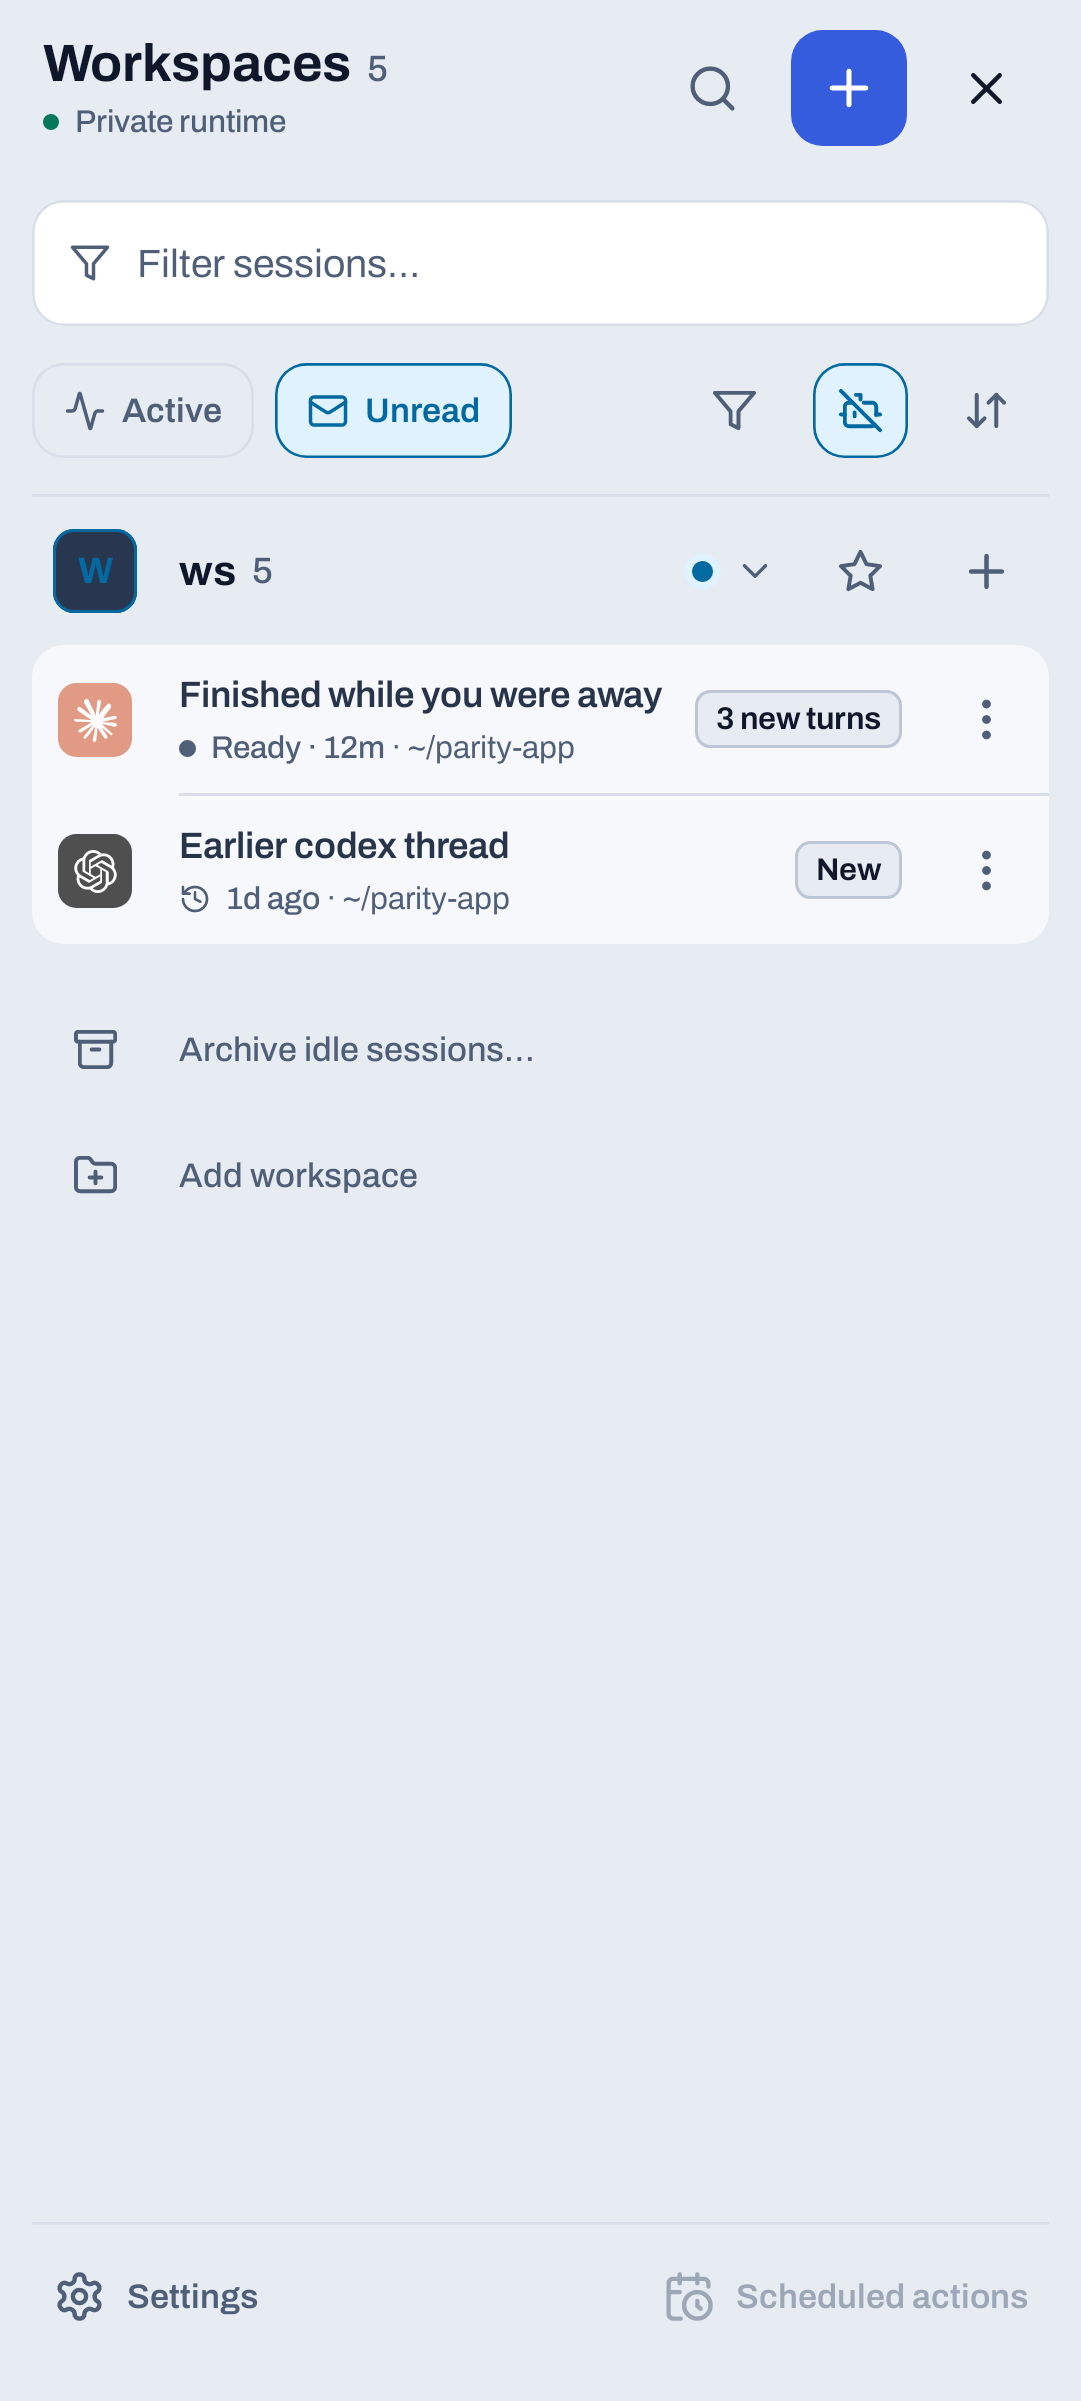 Workspaces 5
Private runtime
Filter sessions...
Active
Unread
W
ws 5
Finished while you were away
3 new turns
Ready · 12m · ~/parity-app
Earlier codex thread
New
1d ago · ~/parity-app
Archive idle sessions...
Add workspace
Settings
Scheduled actions